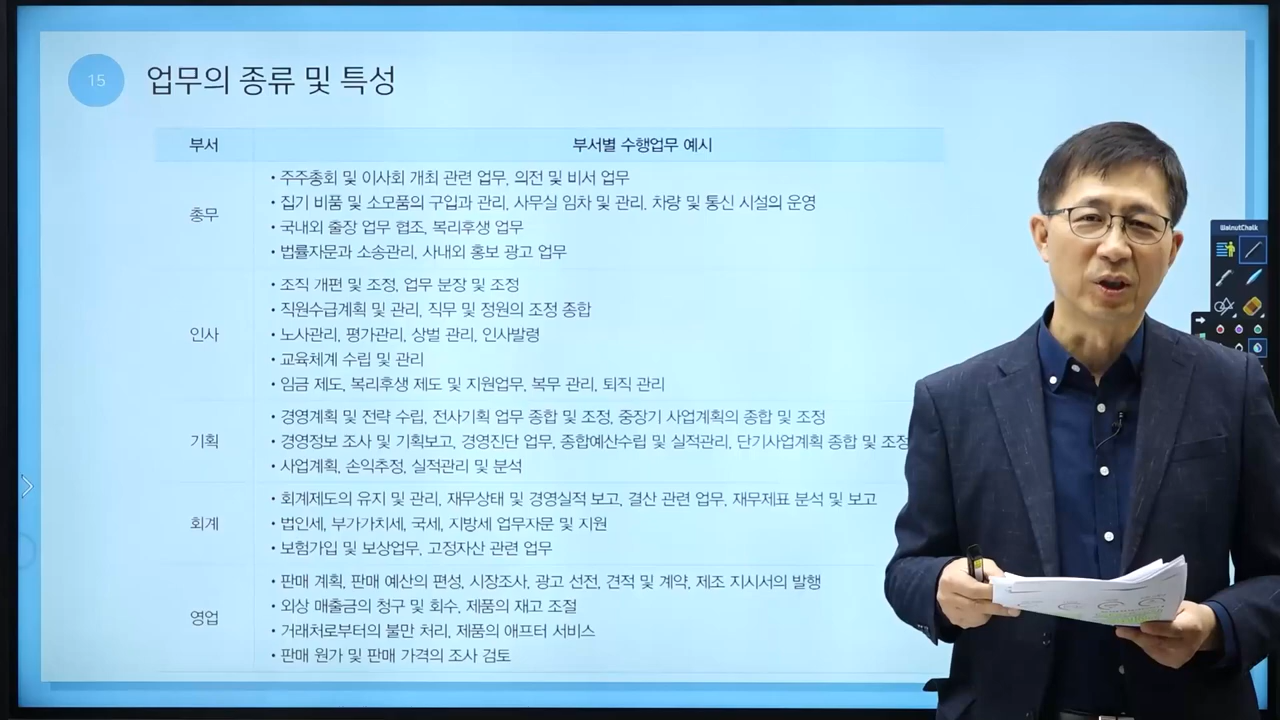 15
업무의 종류 및 특성
부서
부서별 수행업무 예시
총무
• 주주총회 및 이사회 개최 관련 업무, 의전 및 비서 업무
• 집기 비품 및 소모품의 구입과 관리, 사무실 임차 및 관리, 차량 및 통신 시설의 운영
• 국내외 출장 업무 협조, 복리후생 업무
• 법률자문과 소송관리, 사내외 홍보 광고 업무
인사
• 조직 개편 및 조정, 업무 분장 및 조정
• 직원수급계획 및 관리, 직무 및 정원의 조정 종합
• 노사관리, 평가관리, 상벌 관리, 인사발령
• 교육체계 수립 및 관리
• 임금 제도, 복리후생 제도 및 지원업무, 복무 관리, 퇴직 관리
기획
• 경영계획 및 전략 수립, 전사기획 업무 종합 및 조정, 중장기 사업계획의 종합 및 조정
• 경영정보 조사 및 기획보고, 경영진단 업무, 종합예산수립 및 실적관리, 단기사업계획 종합 및 조정
• 사업계획, 손익추정, 실적관리 및 분석
회계
• 회계제도의 유지 및 관리, 재무상태 및 경영실적 보고, 결산 관련 업무, 재무제표 분석 및 보고
• 법인세, 부가가치세, 국세, 지방세 업무자문 및 지원
• 보험가입 및 보상업무, 고정자산 관련 업무
영업
• 판매 계획, 판매 예산의 편성, 시장조사, 광고 선전, 견적 및 계약, 제조 지시서의 발행
• 외상 매출금의 청구 및 회수, 제품의 재고 조절
• 거래처로부터의 불만 처리, 제품의 애프터 서비스
• 판매 원가 및 판매 가격의 조사 검토
WalnutChalk